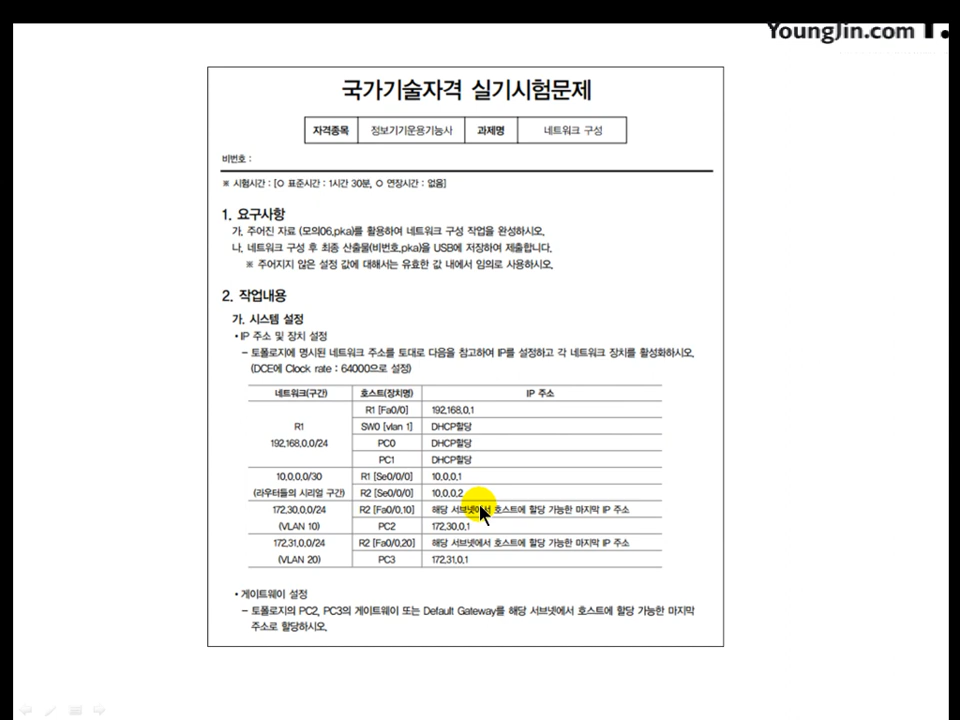 YoungJin.com
국가기술자격 실기시험문제
자격종목 정보기기운용기능사 과제명 네트워크 구성
비번호 :
※ 시험시간 : [○ 표준시간 : 1시간 30분, ○ 연장시간 : 없음]
1. 요구사항
가. 주어진 자료 (모의06.pka)를 활용하여 네트워크 구성 작업을 완성하시오.
나. 네트워크 구성 후 최종 산출물(비번호.pka)을 USB에 저장하여 제출합니다.
※ 주어지지 않은 설정 값에 대해서는 유효한 값 내에서 임의로 사용하시오.
2. 작업내용
가. 시스템 설정
• IP 주소 및 장치 설정
- 토폴로지에 명시된 네트워크 주소를 토대로 다음을 참고하여 IP를 설정하고 각 네트워크 장치를 활성화하시오.
(DCE에 Clock rate : 64000으로 설정)
네트워크(구간) 호스트(장치명) IP 주소
R1 [Fa0/0] 192.168.0.1
R1 SW0 [vlan 1] DHCP할당
192.168.0.0/24 PC0 DHCP할당
PC1 DHCP할당
10.0.0.0/30 R1 [Se0/0/0] 10.0.0.1
(라우터들의 시리얼 구간) R2 [Se0/0/0] 10.0.0.2
172.30.0.0/24 R2 [Fa0/0.10] 해당 서브넷에서 호스트에 할당 가능한 마지막 IP 주소
(VLAN 10) PC2 172.30.0.1
172.31.0.0/24 R2 [Fa0/0.20] 해당 서브넷에서 호스트에 할당 가능한 마지막 IP 주소
(VLAN 20) PC3 172.31.0.1
• 게이트웨이 설정
- 토폴로지의 PC2, PC3의 게이트웨이 또는 Default Gateway를 해당 서브넷에서 호스트에 할당 가능한 마지막
주소로 할당하시오.